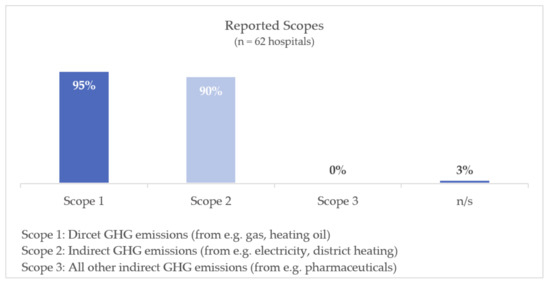 Reported Scopes
(n = 62 hospitals)
95%
90%
0%
3%
Scope 1
Scope 2
Scope 3
n/s
Scope 1: Dircet GHG emissions (from e.g. gas, heating oil)
Scope 2: Indirect GHG emissions (from e.g. electricity, district heating)
Scope 3: All other indirect GHG emissions (from e.g. pharmaceuticals)